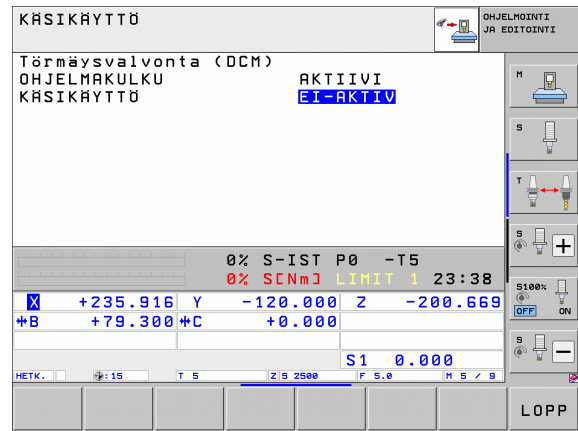 KÄSIKÄYTTÖ
OHJELMOINTI
JA EDITOINTI
Törmäysvalvonta (DCM)
OHJELMAKULKU AKTIIVI
KÄSIKÄYTTÖ EI-AKTIV
M
S
T
S
S100%
OFF ON
S
0% S-IST P0 -T5
0% S[Nm] LIMIT 1 23:38
X +235.916 Y -120.000 Z -200.669
B +79.300 C +0.000
S1 0.000
HETK. :15 T 5 Z S 2500 F 5.0 M 5 / 9
LOPP